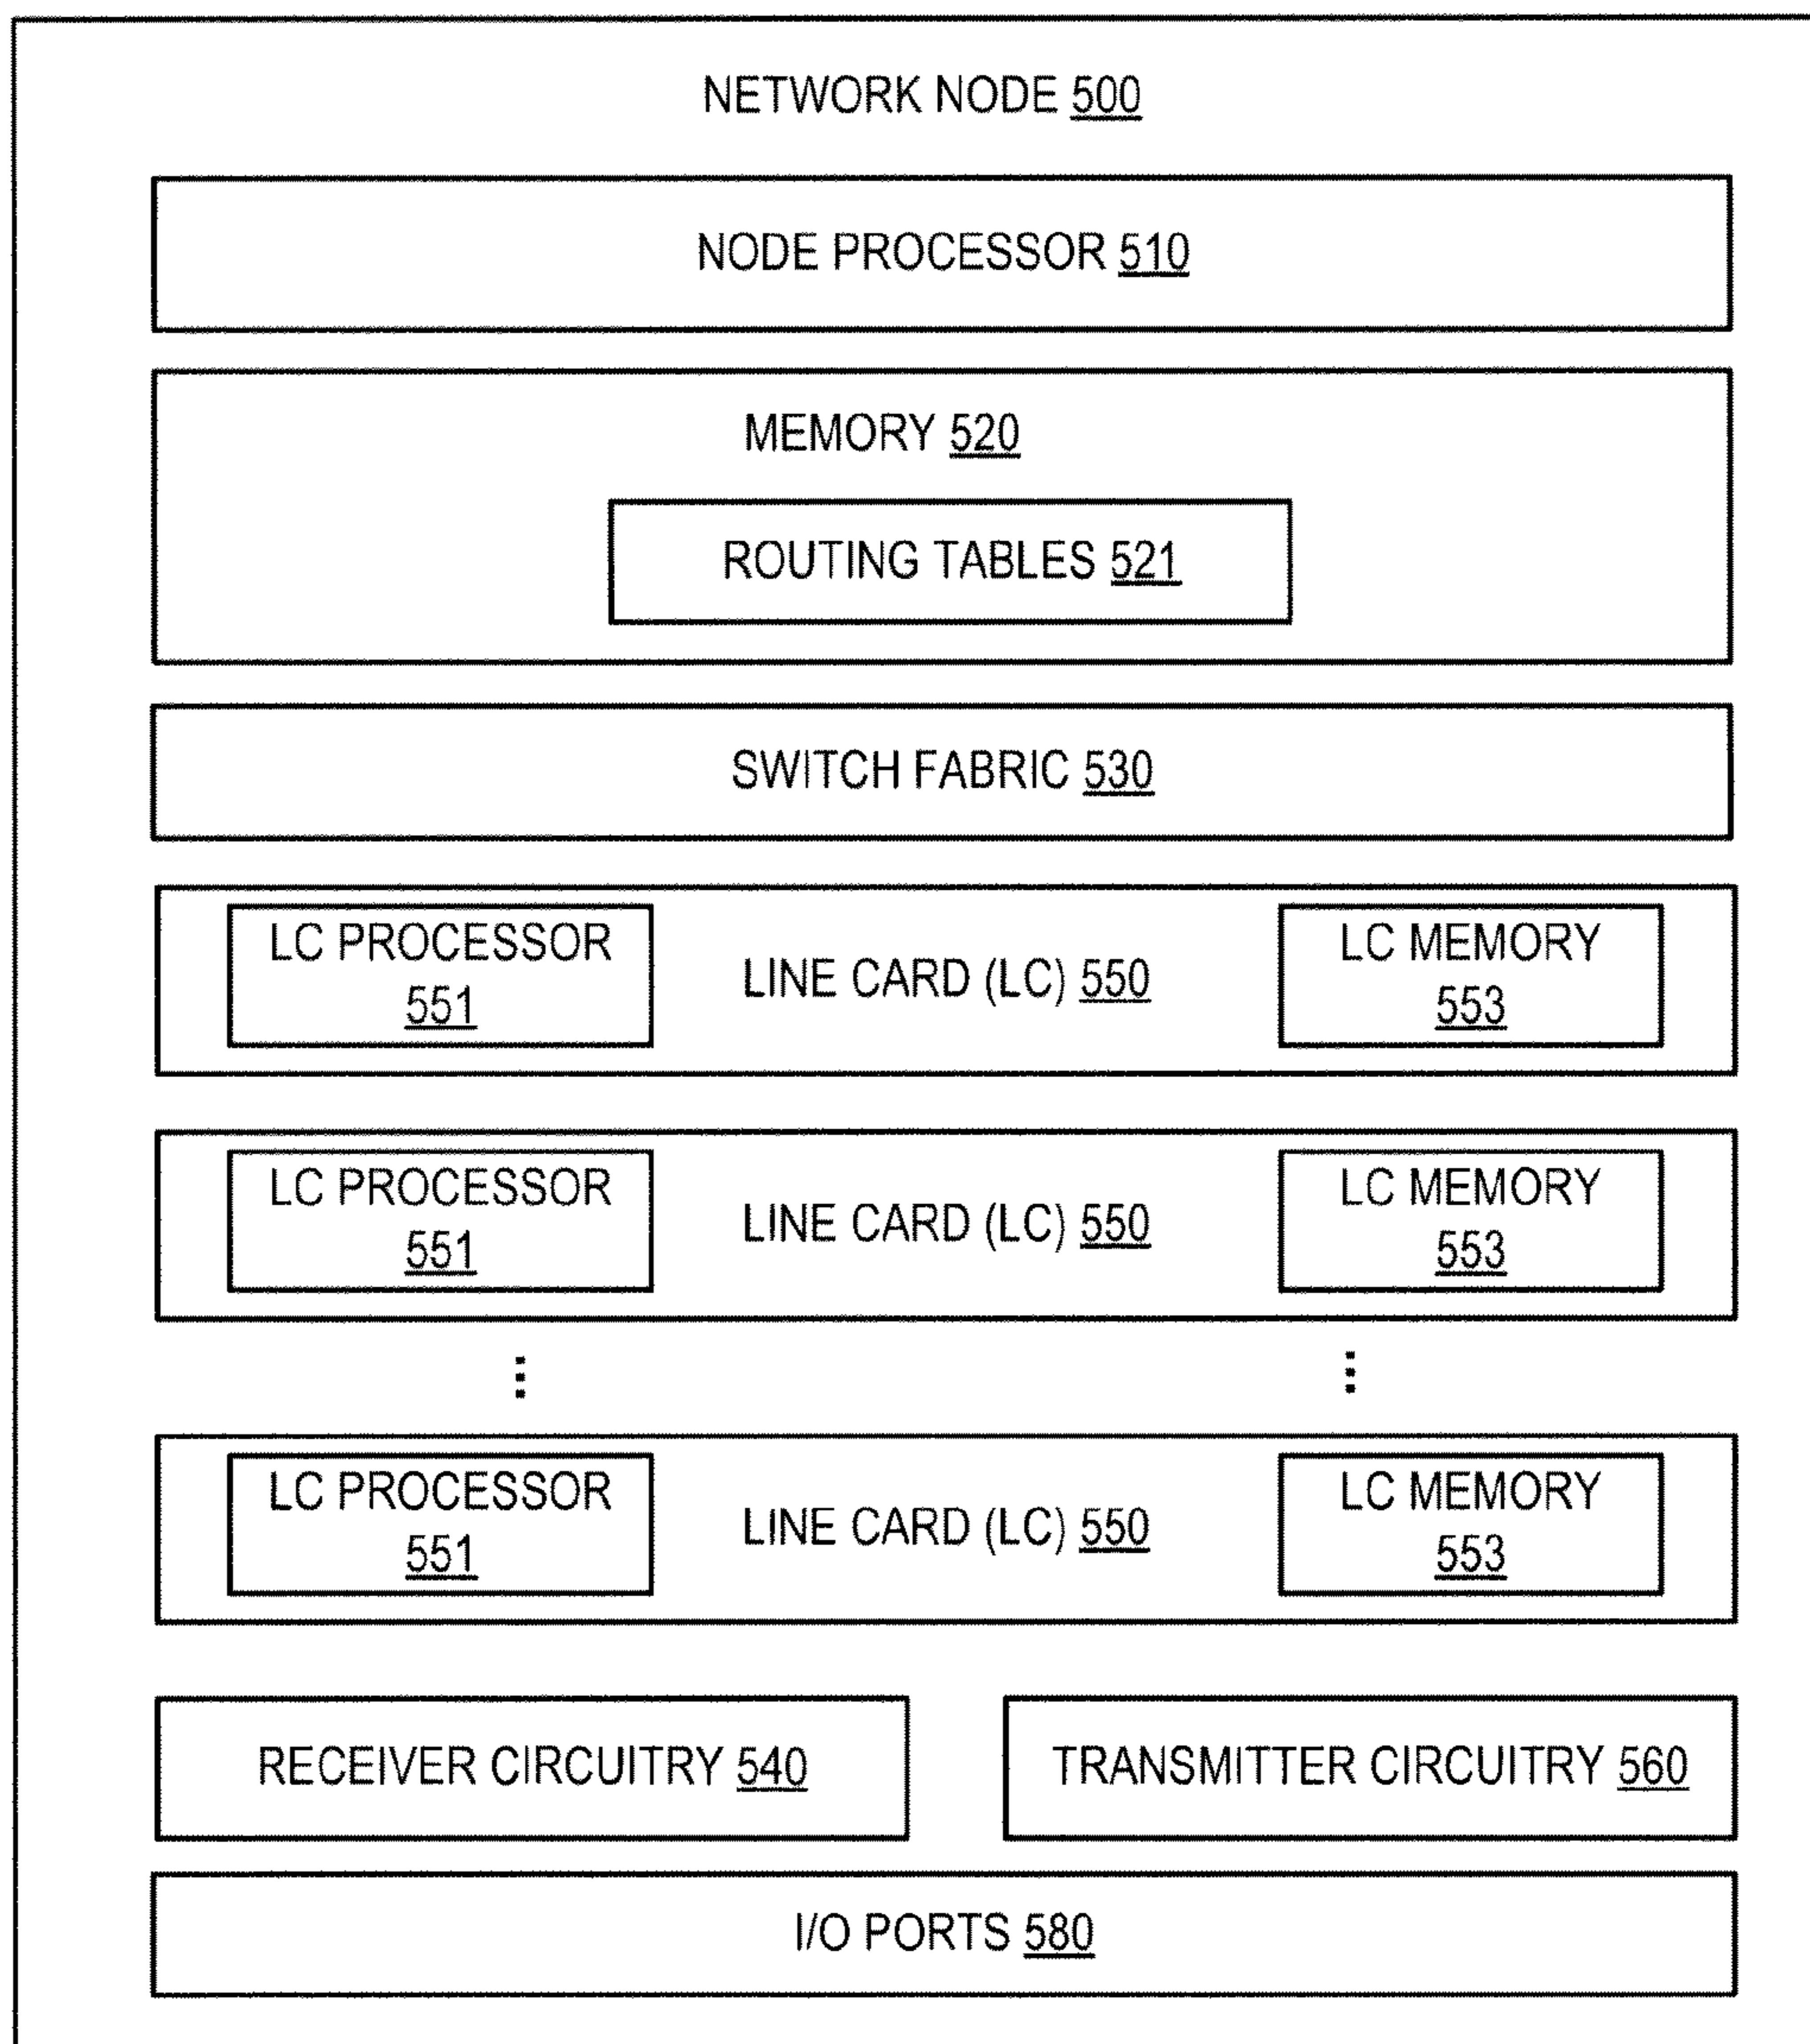 NETWORK NODE 500
NODE PROCESSOR 510
MEMORY 520
ROUTING TABLES 521
SWITCH FABRIC 530
LC PROCESSOR
551
LINE CARD (LC) 550
LC MEMORY
553
LC PROCESSOR
551
LINE CARD (LC) 550
LC MEMORY
553
LC PROCESSOR
551
LINE CARD (LC) 550
LC MEMORY
553
RECEIVER CIRCUITRY 540
TRANSMITTER CIRCUITRY 560
I/O PORTS 580